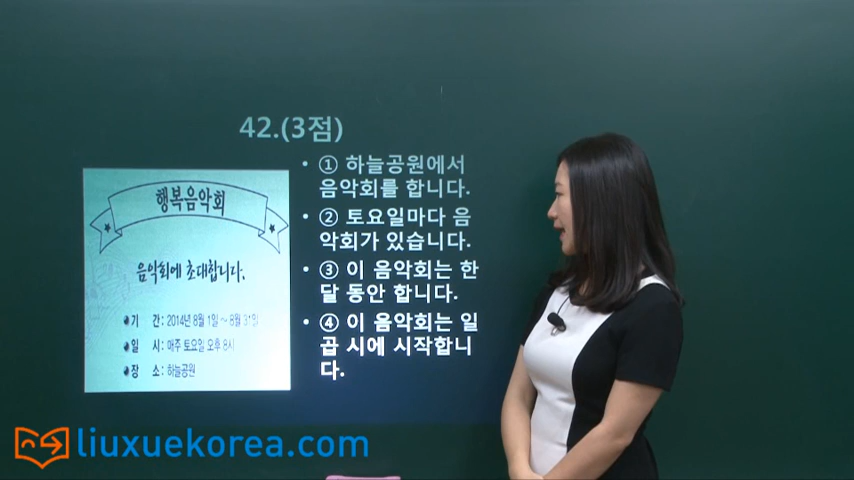 42.(3점)
행복음악회
음악회에 초대합니다.
기 간 : 2014년 8월 1일 ~ 8월 31일
일 시 : 매주 토요일 오후 8시
장 소 : 하늘공원
• ① 하늘공원에서
음악회를 합니다.
• ② 토요일마다 음
악회가 있습니다.
• ③ 이 음악회는 한
달 동안 합니다.
• ④ 이 음악회는 일
곱 시에 시작합니
다.
liuxuekorea.com